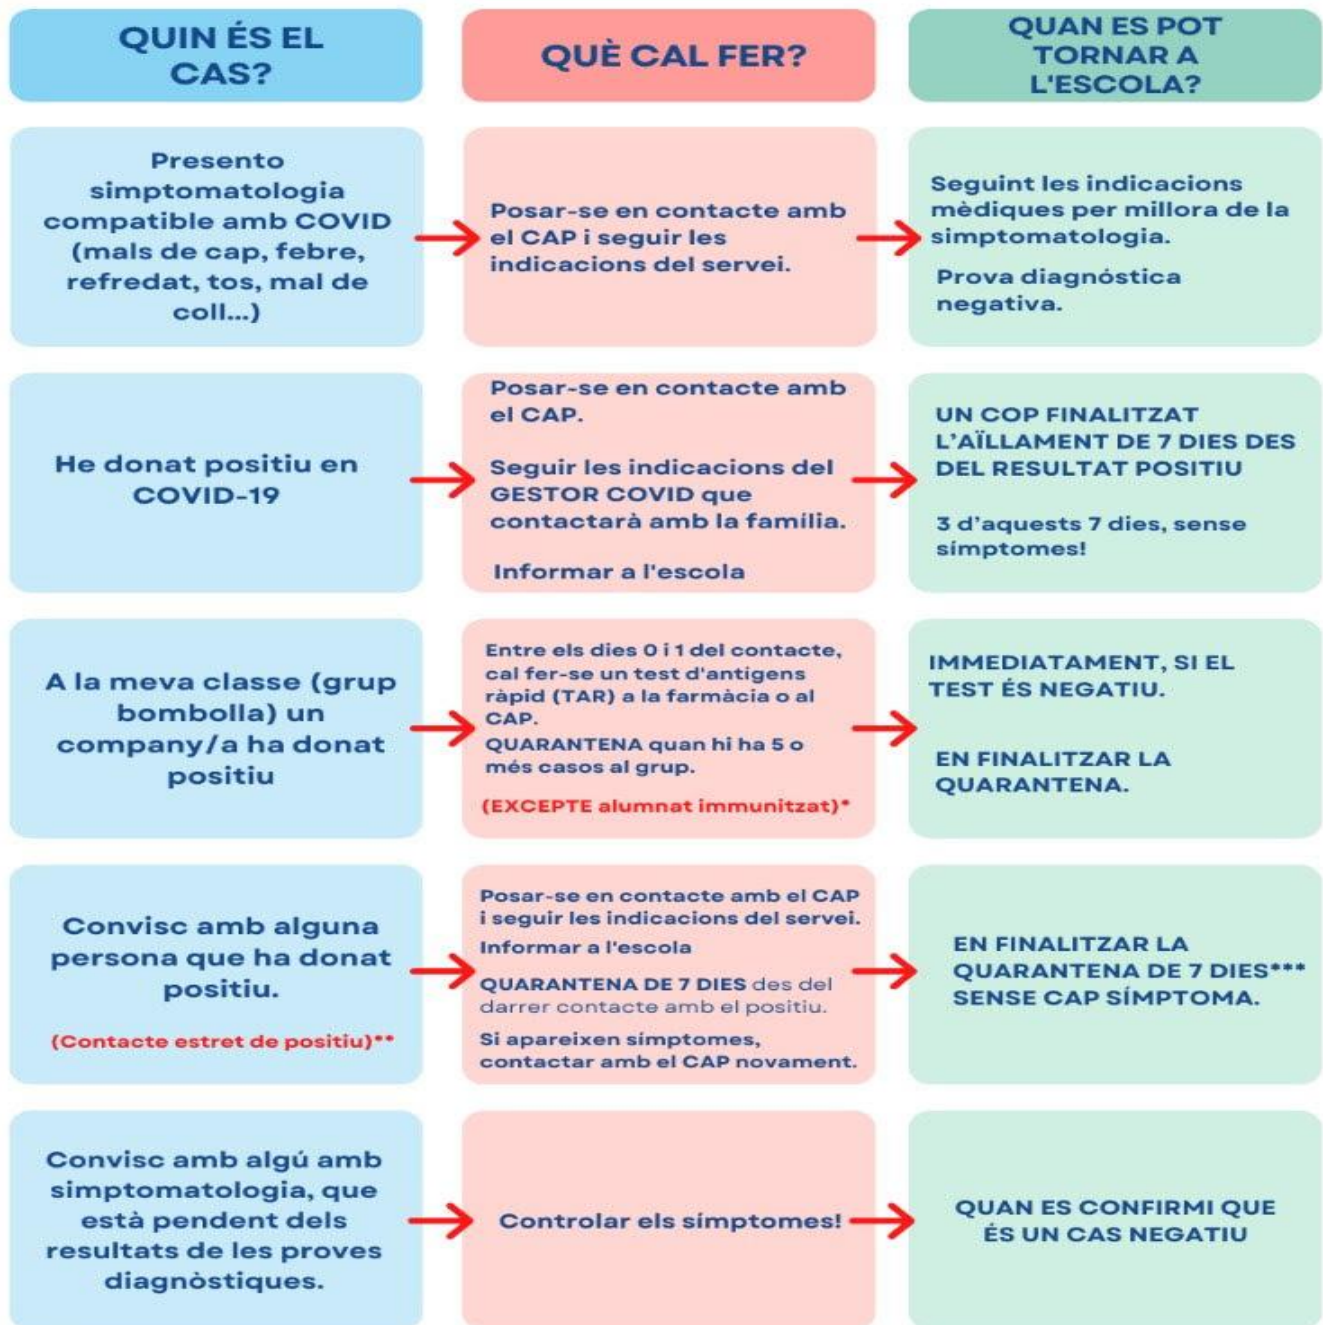 QUIN ÉS EL
CAS?
QUÈ CAL FER?
QUAN ES POT
TORNAR A
L'ESCOLA?
Presento
simptomatologia
compatible amb COVID
(mals de cap, febre,
refredat, tos, mal de
coll...)
Posar-se en contacte amb
el CAP i seguir les
indicacions del servei.
Seguint les indicacions
mèdiques per millora de la
simptomatologia.
Prova diagnóstica
negativa.
He donat positiu en
COVID-19
Posar-se en contacte amb
el CAP.
Seguir les indicacions del
GESTOR COVID que
contactarà amb la família.
Informar a l'escola
UN COP FINALITZAT
L’AÏLLAMENT DE 7 DIES DES
DEL RESULTAT POSITIU
3 d’aquests 7 dies, sense
símptomes!
A la meva classe (grup
bombolla) un
company/a ha donat
positiu
Entre els dies 0 i 1 del contacte,
cal fer-se un test d'antígens
ràpid (TAR) a la farmàcia o al
CAP.
QUARANTENA quan hi ha 5 o
més casos al grup.
(EXCEPTE alumnat immunitzat)*
IMMEDIATAMENT, SI EL
TEST ÉS NEGATIU.
EN FINALITZAR LA
QUARANTENA.
Convisc amb alguna
persona que ha donat
positiu.
(Contacte estret de positiu)**
Posar-se en contacte amb el CAP
i seguir les indicacions del servei.
Informar a l'escola
QUARANTENA DE 7 DIES des del
darrer contacte amb el positiu.
Si apareixen símptomes,
contactar amb el CAP novament.
EN FINALITZAR LA
QUARANTENA DE 7 DIES***
SENSE CAP SÍMPTOMA.
Convisc amb algú amb
simptomatologia, que
està pendent dels
resultats de les proves
diagnòstiques.
Controlar els símptomes!
QUAN ES CONFIRMI QUE
ÉS UN CAS NEGATIU